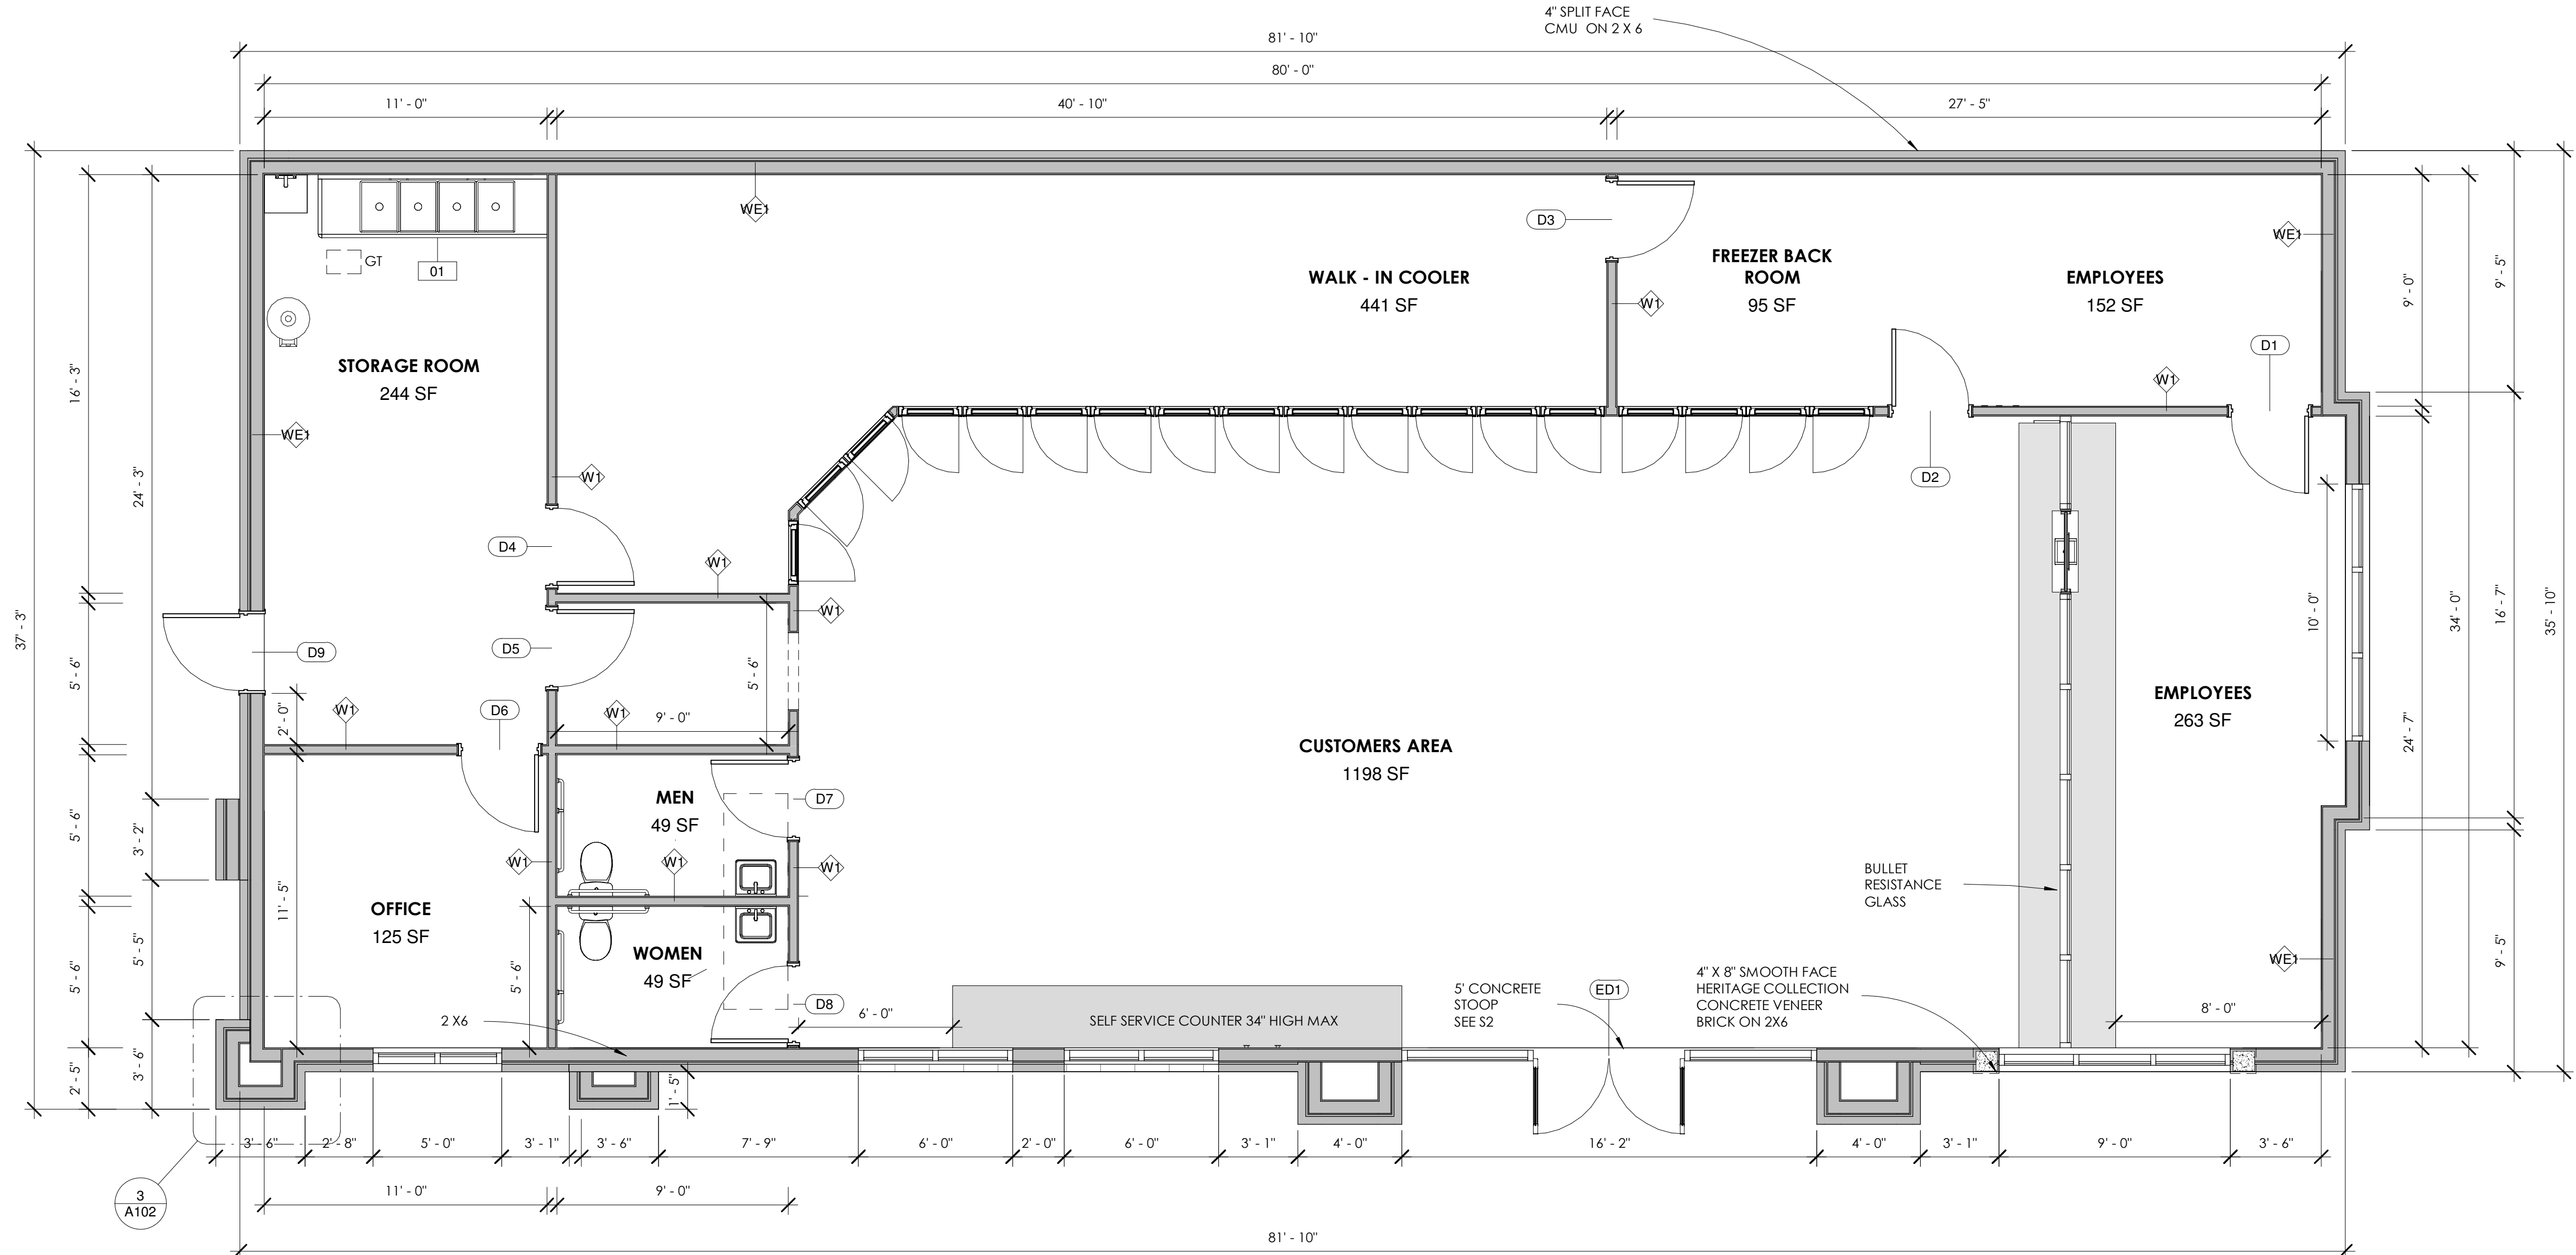 4" SPLIT FACE
CMU ON 2 X 6
81' - 10"
80' - 0"
11' - 0"
40' - 10"
27' - 5"
WE1
D3
WE1
GT
01
FREEZER BACK
ROOM
95 SF
WALK - IN COOLER
441 SF
EMPLOYEES
152 SF
W1
9' - 5"
9' - 0"
STORAGE ROOM
244 SF
D1
W1
16' - 3"
WE1
24' - 3"
W1
D2
D4
W1
37' - 3"
W1
10' - 0"
34' - 0"
16' - 7"
35' - 10"
D9
D5
5' - 6"
5' - 6"
2' - 0"
W1
D6
W1
9' - 0"
EMPLOYEES
263 SF
24' - 7"
CUSTOMERS AREA
1198 SF
MEN
49 SF
D7
5' - 6"
3' - 2"
W1
W1
W1
BULLET
RESISTANCE
GLASS
11' - 5"
OFFICE
125 SF
WOMEN
49 SF
5' - 5"
5' - 6"
5' - 6"
D8
WE1
9' - 5"
4" X 8" SMOOTH FACE
HERITAGE COLLECTION
CONCRETE VENEER
BRICK ON 2X6
5' CONCRETE
STOOP
SEE S2
ED1
6' - 0"
8' - 0"
2 X6
SELF SERVICE COUNTER 34" HIGH MAX
3' - 6"
2' - 5"
1' - 5"
3' - 6"
2' - 8"
5' - 0"
3' - 1"
3' - 6"
7' - 9"
6' - 0"
2' - 0"
6' - 0"
3' - 1"
4' - 0"
16' - 2"
4' - 0"
3' - 1"
9' - 0"
3' - 6"
3
A102
11' - 0"
9' - 0"
81' - 10"